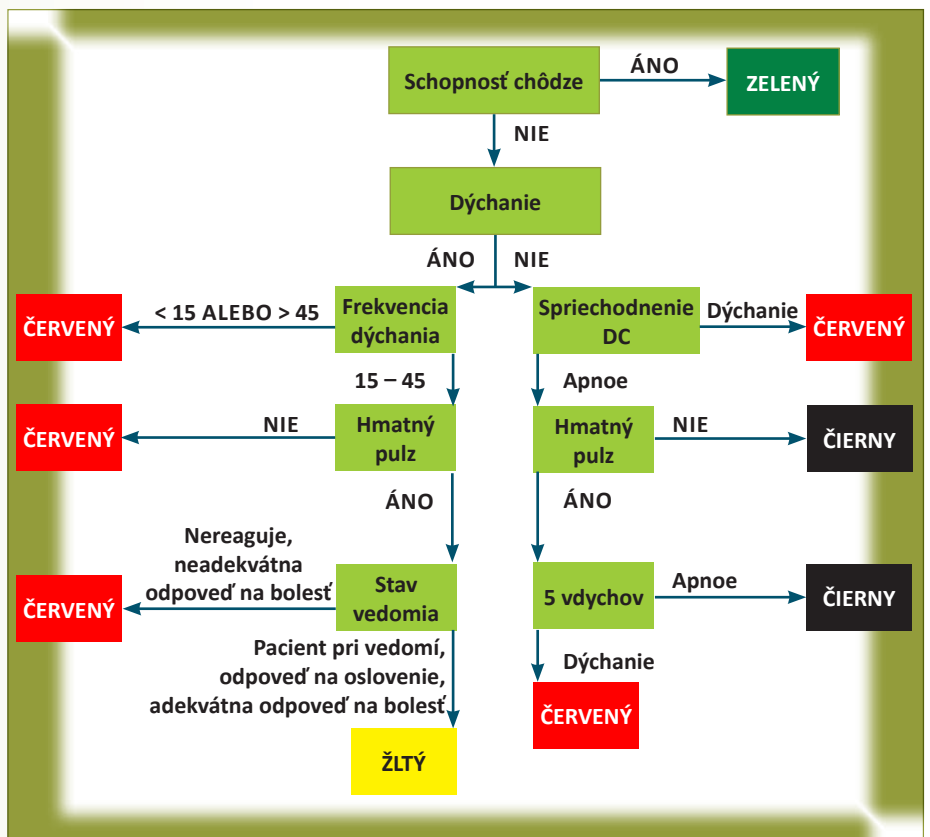 Schopnosť chôdze
ÁNO
ZELENÝ
NIE
Dýchanie
ÁNO
NIE
ČERVENÝ
< 15 ALEBO > 45
Frekvencia
dýchania
Spriechodnenie
DC
Dýchanie
ČERVENÝ
15 – 45
Apnoe
ČERVENÝ
NIE
Hmatný
pulz
Hmatný
pulz
NIE
ČIERNY
ÁNO
ÁNO
Nereaguje,
neadekvátna
odpoveď na bolesť
ČERVENÝ
Stav
vedomia
5 vdychov
Apnoe
ČIERNY
Pacient pri vedomí,
odpoveď na oslovenie,
adekvátna odpoveď na bolesť
Dýchanie
ČERVENÝ
ŽLTÝ